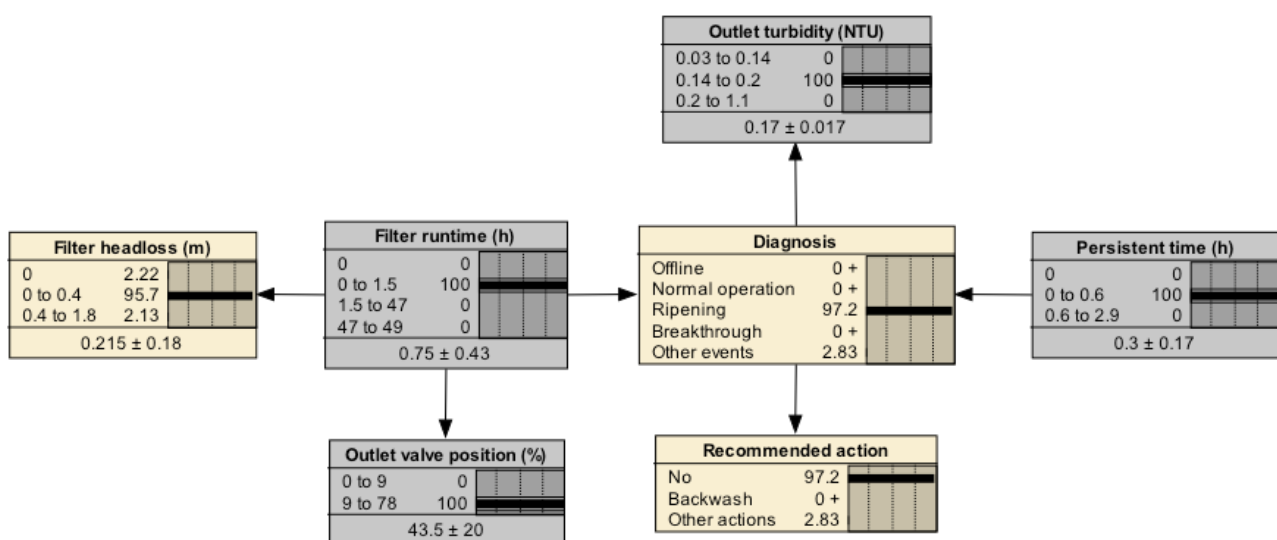 Outlet turbidity (NTU)
0.03 to 0.14 0
0.14 to 0.2 100
0.2 to 1.1 0
0.17 ± 0.017
Filter headloss (m)
0 2.22
0 to 0.4 95.7
0.4 to 1.8 2.13
0.215 ± 0.18
Filter runtime (h)
0 0
0 to 1.5 100
1.5 to 47 0
47 to 49 0
0.75 ± 0.43
Diagnosis
Offline 0 +
Normal operation 0 +
Ripening 97.2
Breakthrough 0 +
Other events 2.83
Persistent time (h)
0 0
0 to 0.6 100
0.6 to 2.9 0
0.3 ± 0.17
Outlet valve position (%)
0 to 9 0
9 to 78 100
43.5 ± 20
Recommended action
No 97.2
Backwash 0 +
Other actions 2.83